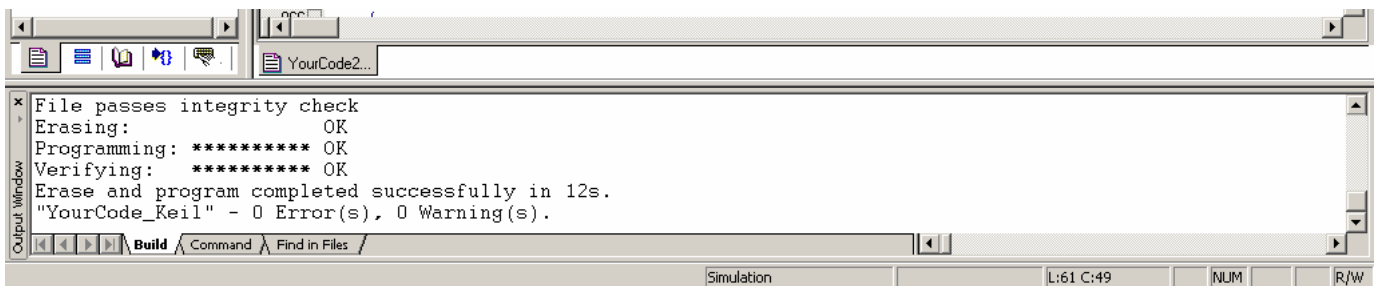 YourCode2...
File passes integrity check
Erasing: OK
Programming: ********** OK
Verifying: ********** OK
Erase and program completed successfully in 12s.
"YourCode_Keil" - 0 Error(s), 0 Warning(s).
Output Window
Build Command Find in Files
Simulation L:61 C:49 NUM R/W